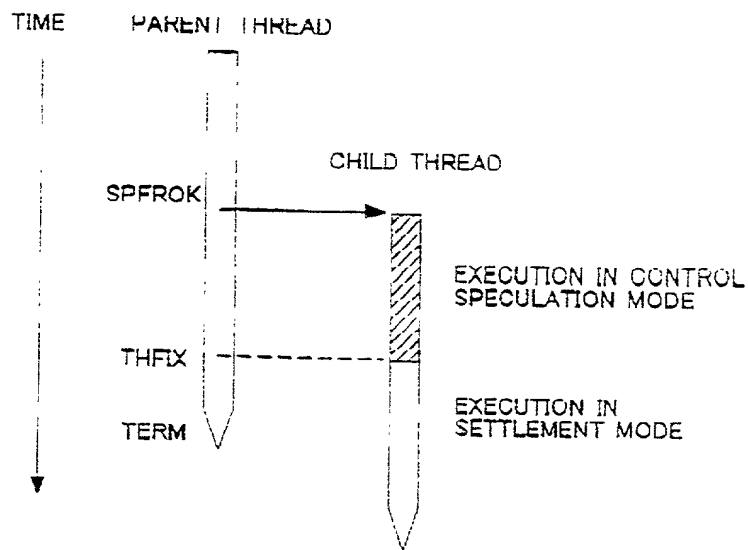 TIME
PARENT THREAD
CHILD THREAD
SPFROK
EXECUTION IN CONTROL
SPECULATION MODE
THFIX
EXECUTION IN
SETTLEMENT MODE
TERM